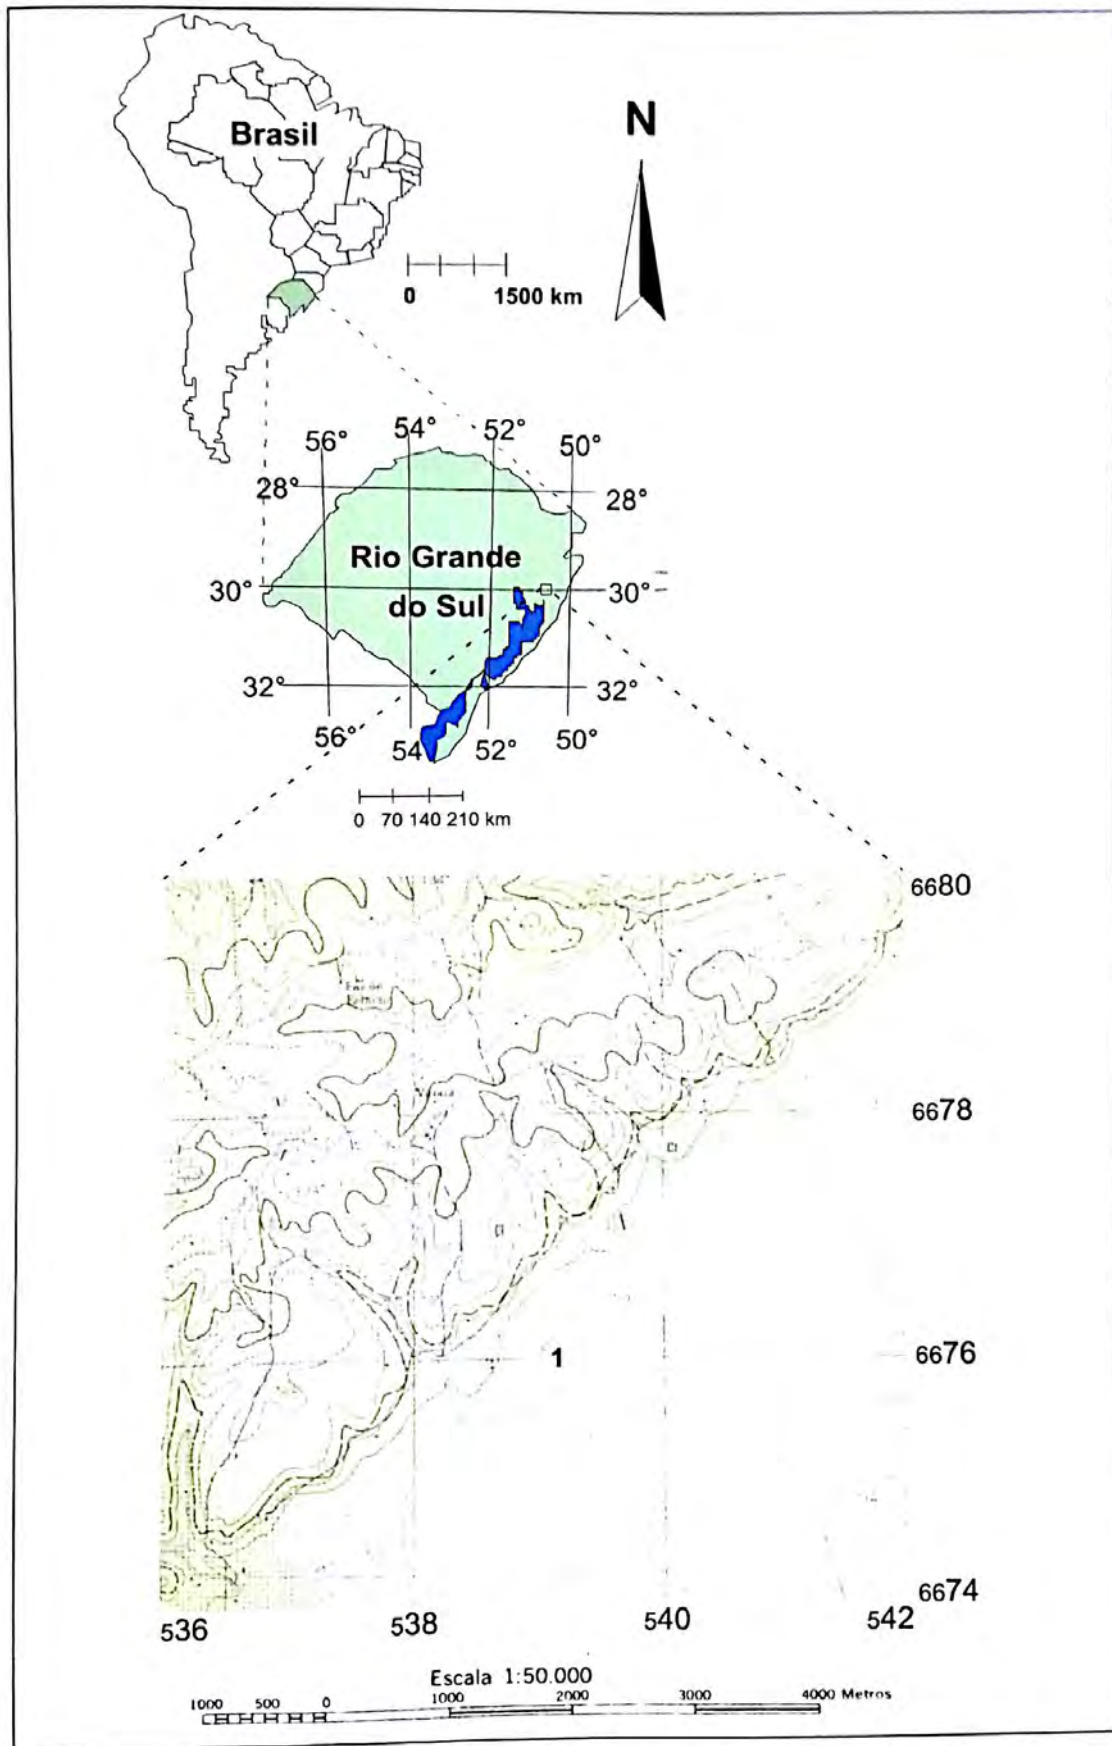 Brasil
N
0 1500 km
56° 54° 52° 50°
28° 28°
Rio Grande
do Sul
30° 30°
32° 32°
56° 54 52° 50°
0 70 140 210 km
6680
6678
1
6676
6674
536 538 540 542
Escala 1:50.000
1000 500 0 1000 2000 3000 4000 Metros